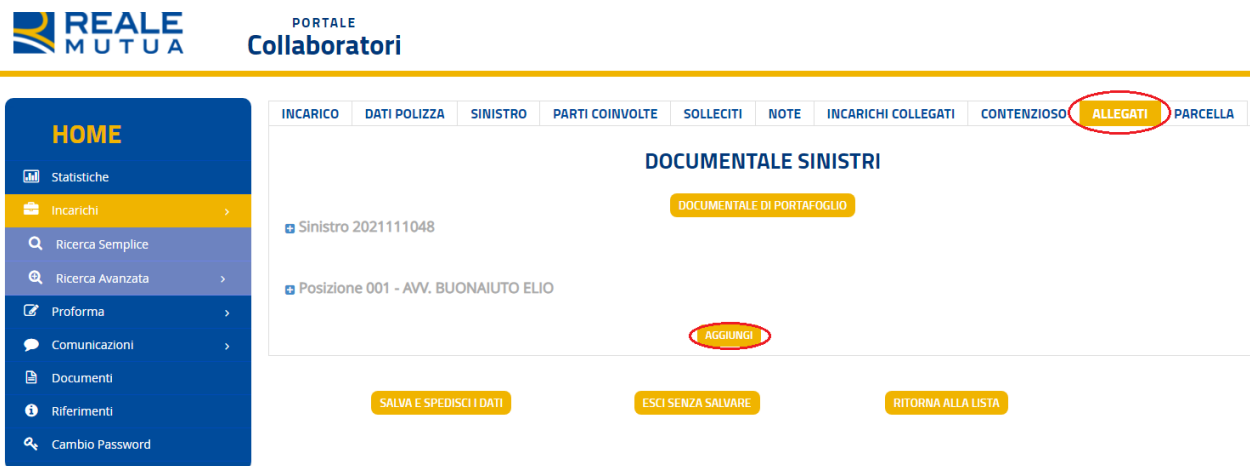 REALE
MUTUA
PORTALE
Collaboratori
HOME
Statistiche
Incarichi
Ricerca Semplice
Ricerca Avanzata
Proforma
Comunicazioni
Documenti
Riferimenti
Cambio Password
INCARICO DATI POLIZZA SINISTRO PARTI COINVOLTE SOLLECITI NOTE INCARICHI COLLEGATI CONTENZIOSO ALLEGATI PARCELLA
DOCUMENTALE SINISTRI
DOCUMENTALE DI PORTAFOGLIO
Sinistro 2021111048
Posizione 001 - AVV. BUONAIUTO ELIO
AGGIUNGI
SALVA E SPEDISCI I DATI ESCI SENZA SALVARE RITORNA ALLA LISTA